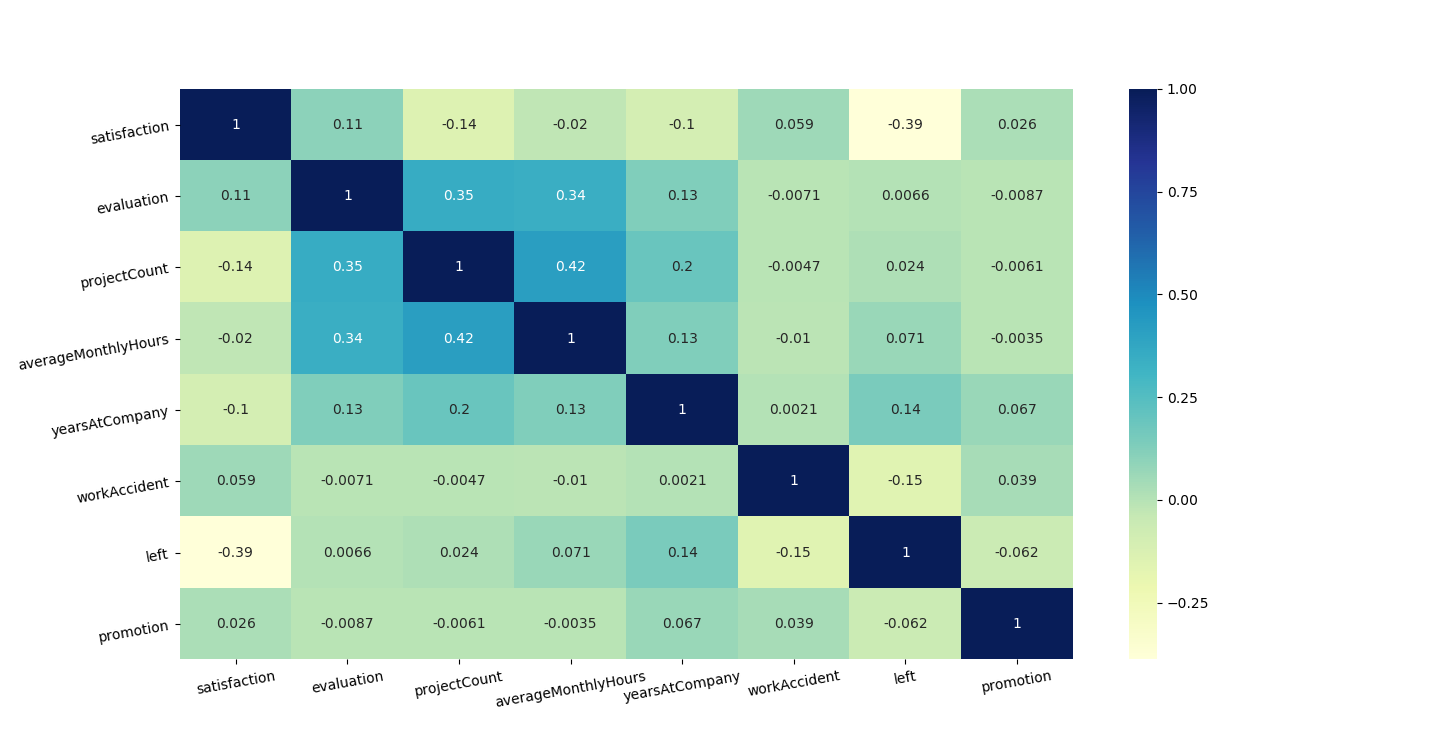 satisfaction 1 0.11 -0.14 -0.02 -0.1 0.059 -0.39 0.026
evaluation 0.11 1 0.35 0.34 0.13 -0.0071 0.0066 -0.0087
projectCount -0.14 0.35 1 0.42 0.2 -0.0047 0.024 -0.0061
averageMonthlyHours -0.02 0.34 0.42 1 0.13 -0.01 0.071 -0.0035
yearsAtCompany -0.1 0.13 0.2 0.13 1 0.0021 0.14 0.067
workAccident 0.059 -0.0071 -0.0047 -0.01 0.0021 1 -0.15 0.039
left -0.39 0.0066 0.024 0.071 0.14 -0.15 1 -0.062
promotion 0.026 -0.0087 -0.0061 -0.0035 0.067 0.039 -0.062 1
satisfaction evaluation projectCount averageMonthlyHours yearsAtCompany workAccident left promotion
1.00
0.75
0.50
0.25
0.00
−0.25